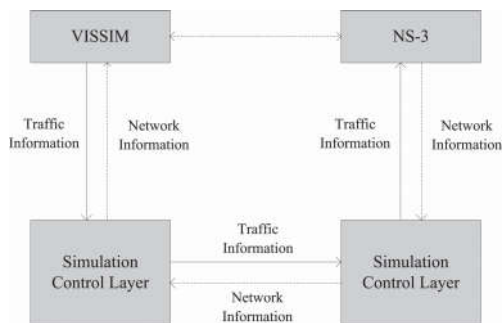 VISSIM
NS-3
Traffic
Information
Network
Information
Traffic
Information
Network
Information
Simulation
Control Layer
Traffic
Information
Network
Information
Simulation
Control Layer